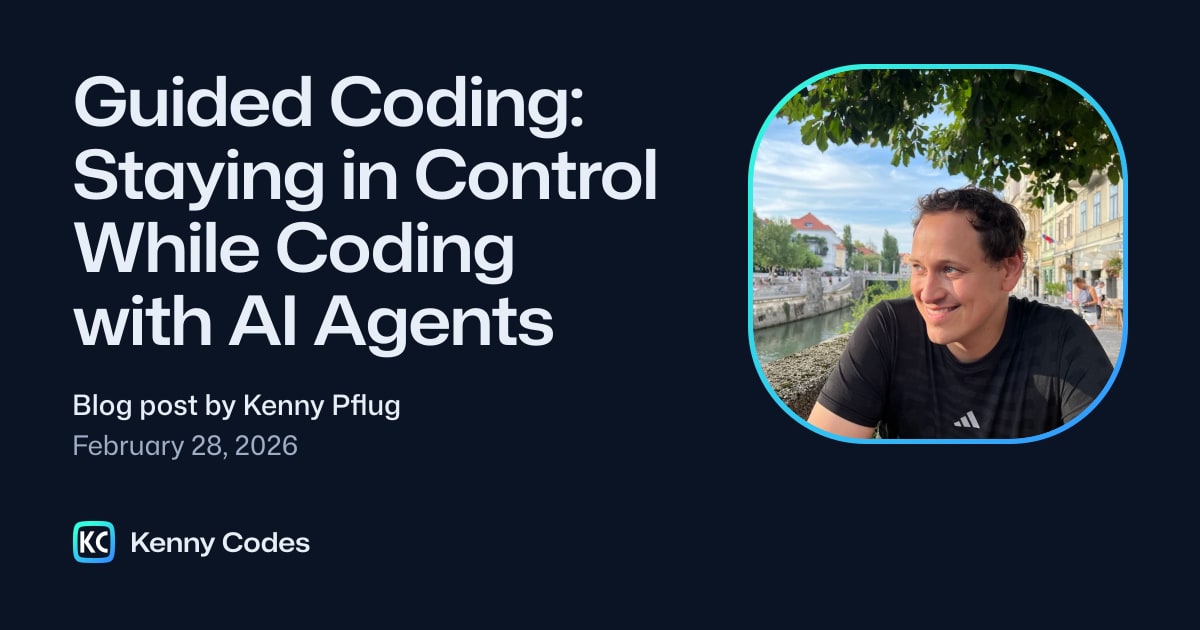 Guided Coding:
Staying in Control
While Coding
with AI Agents
Blog post by Kenny Pflug
February 28, 2026
KC
Kenny Codes